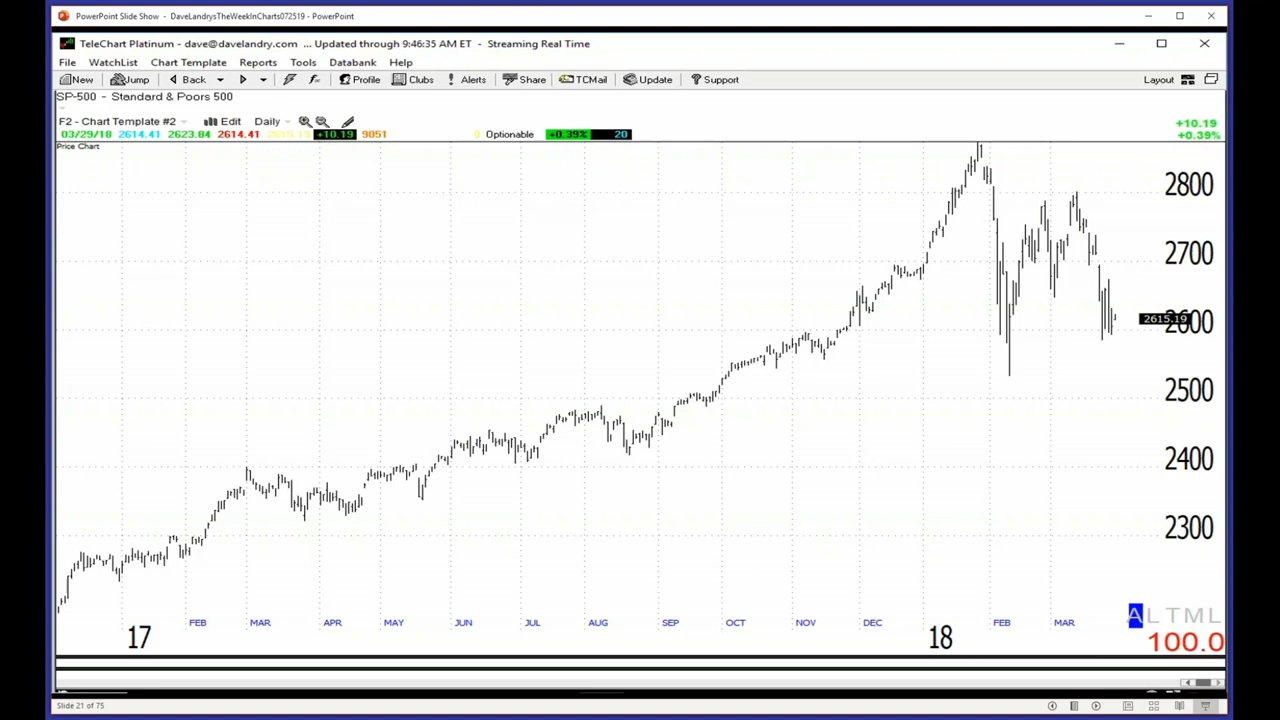 PowerPoint Slide Show - DaveLandrysTheWeekInCharts072519 - PowerPoint
TeleChart Platinum - dave@davelandry.com ... Updated through 9:46:35 AM ET - Streaming Real Time
File WatchList Chart Template Reports Tools Databank Help
New Jump Back Profile Clubs Alerts Share TCMail Update Support Layout
SP-500 - Standard & Poors 500
F2 - Chart Template #2 Edit Daily
03/29/18 2614.41 2623.84 2614.41 +10.19 9051 0 Optionable +0.39% 20
+10.19
+0.39%
Price Chart
2800
2700
2615.19
2600
2500
2400
2300
A L T M L
FEB MAR APR MAY JUN JUL AUG SEP OCT NOV DEC FEB MAR
17 18
100.0
Slide 21 of 75